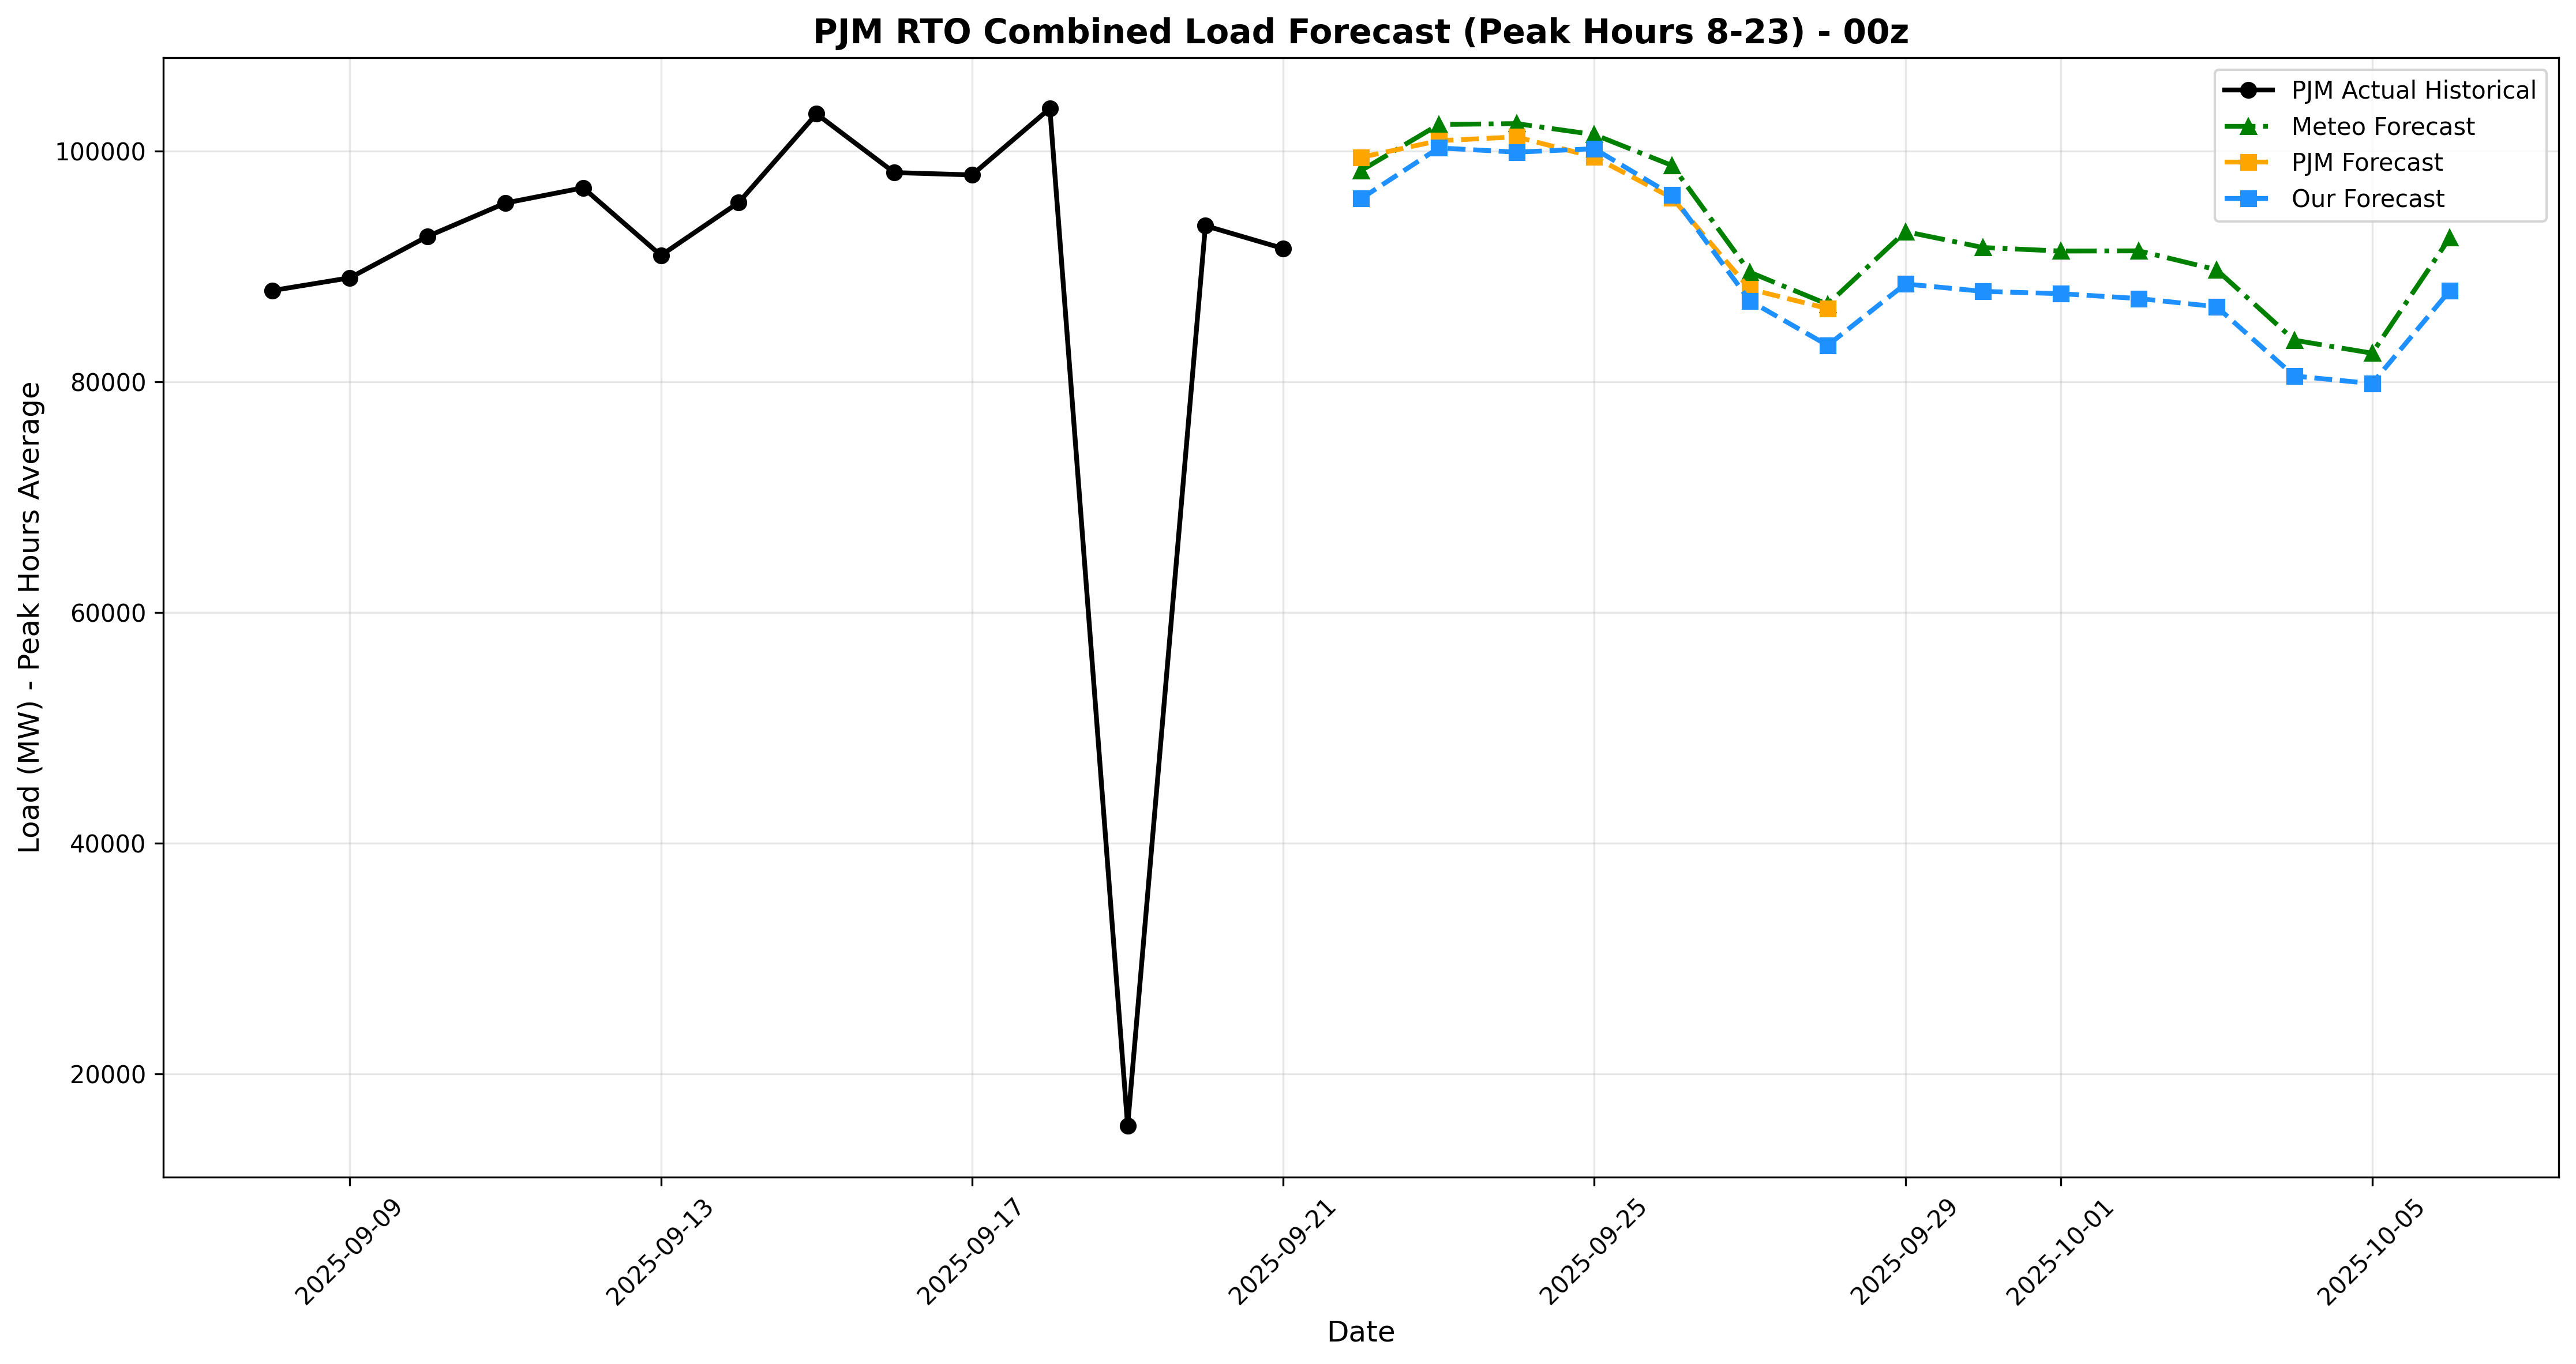 PJM RTO Combined Load Forecast (Peak Hours 8-23) - 00z
PJM Actual Historical
Meteo Forecast
PJM Forecast
Our Forecast
Load (MW) - Peak Hours Average
100000
80000
60000
40000
20000
2025-09-09
2025-09-13
2025-09-17
2025-09-21
2025-09-25
2025-09-29
2025-10-01
2025-10-05
Date